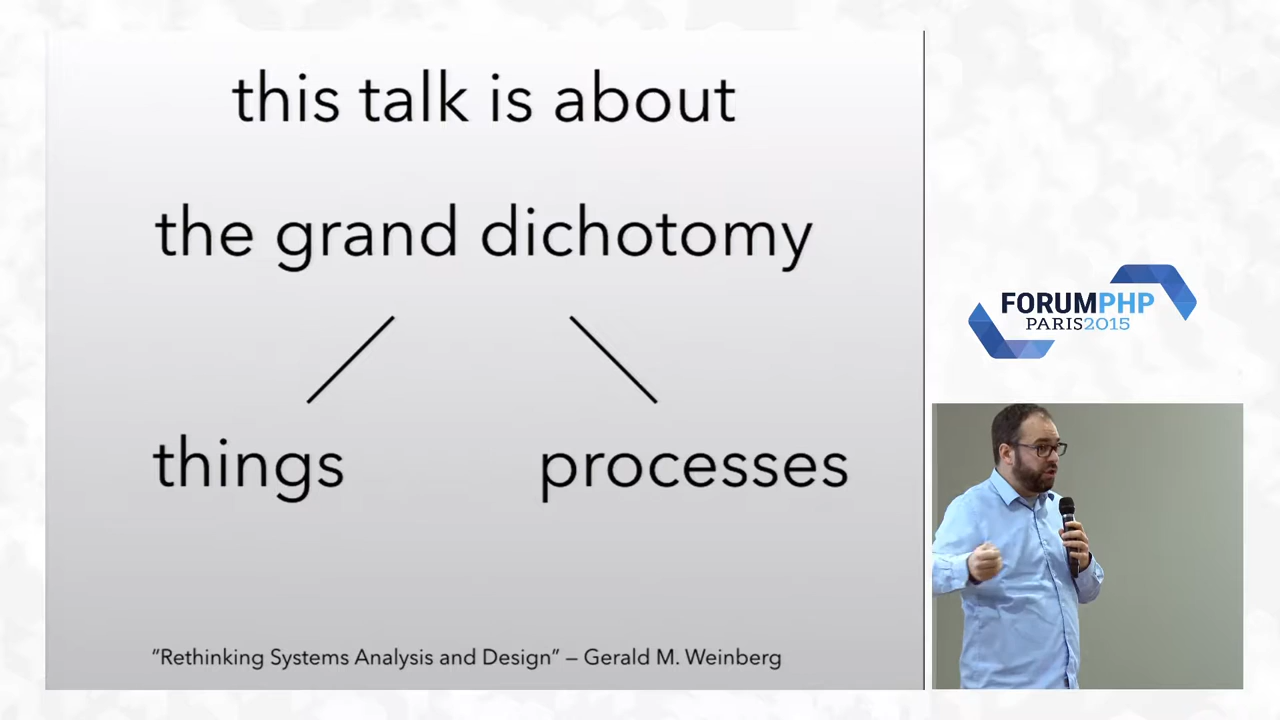 this talk is about
the grand dichotomy
things
processes
"Rethinking Systems Analysis and Design" – Gerald M. Weinberg
FORUMPHP
PARIS2015